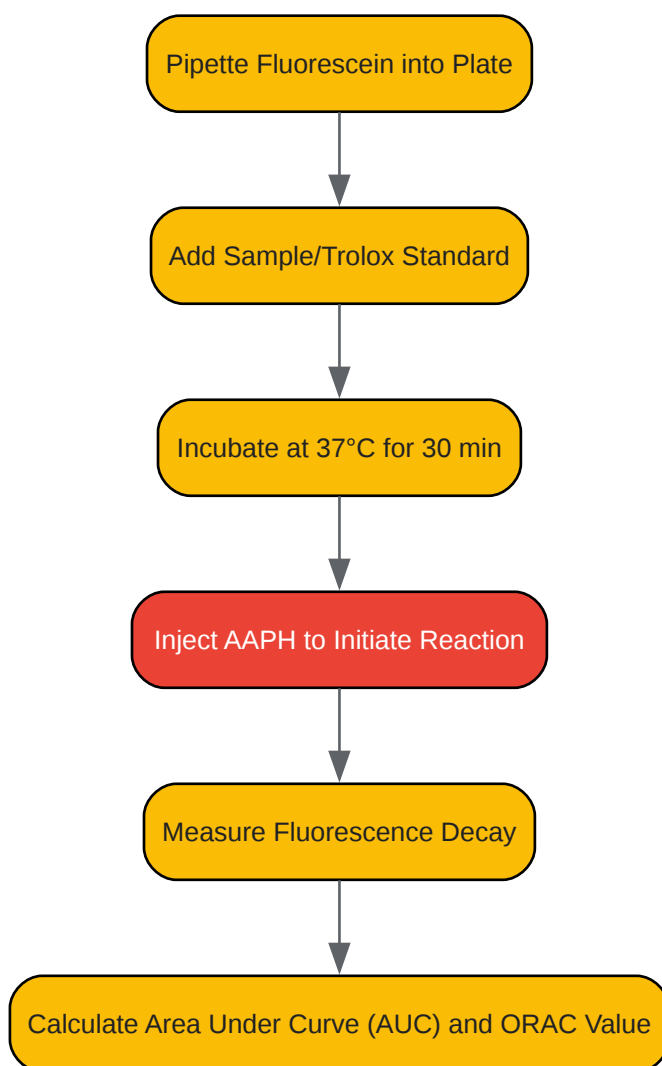 Pipette Fluorescein into Plate
Add Sample/Trolox Standard
Incubate at 37°C for 30 min
Inject AAPH to Initiate Reaction
Measure Fluorescence Decay
Calculate Area Under Curve (AUC) and ORAC Value